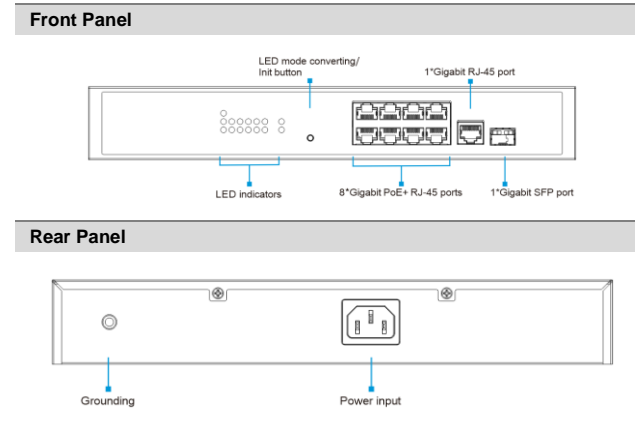 Front Panel
LED mode converting/
Init button
1*Gigabit RJ-45 port
LED indicators
8*Gigabit PoE+ RJ-45 ports
1*Gigabit SFP port
Rear Panel
Grounding
Power input